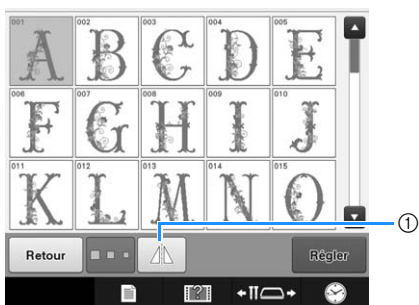 001 002 003 004 005
A B C D E
006 007 008 009 010
F G H I J
011 012 013 014 015
K L M N O
①
Retour Régler
?